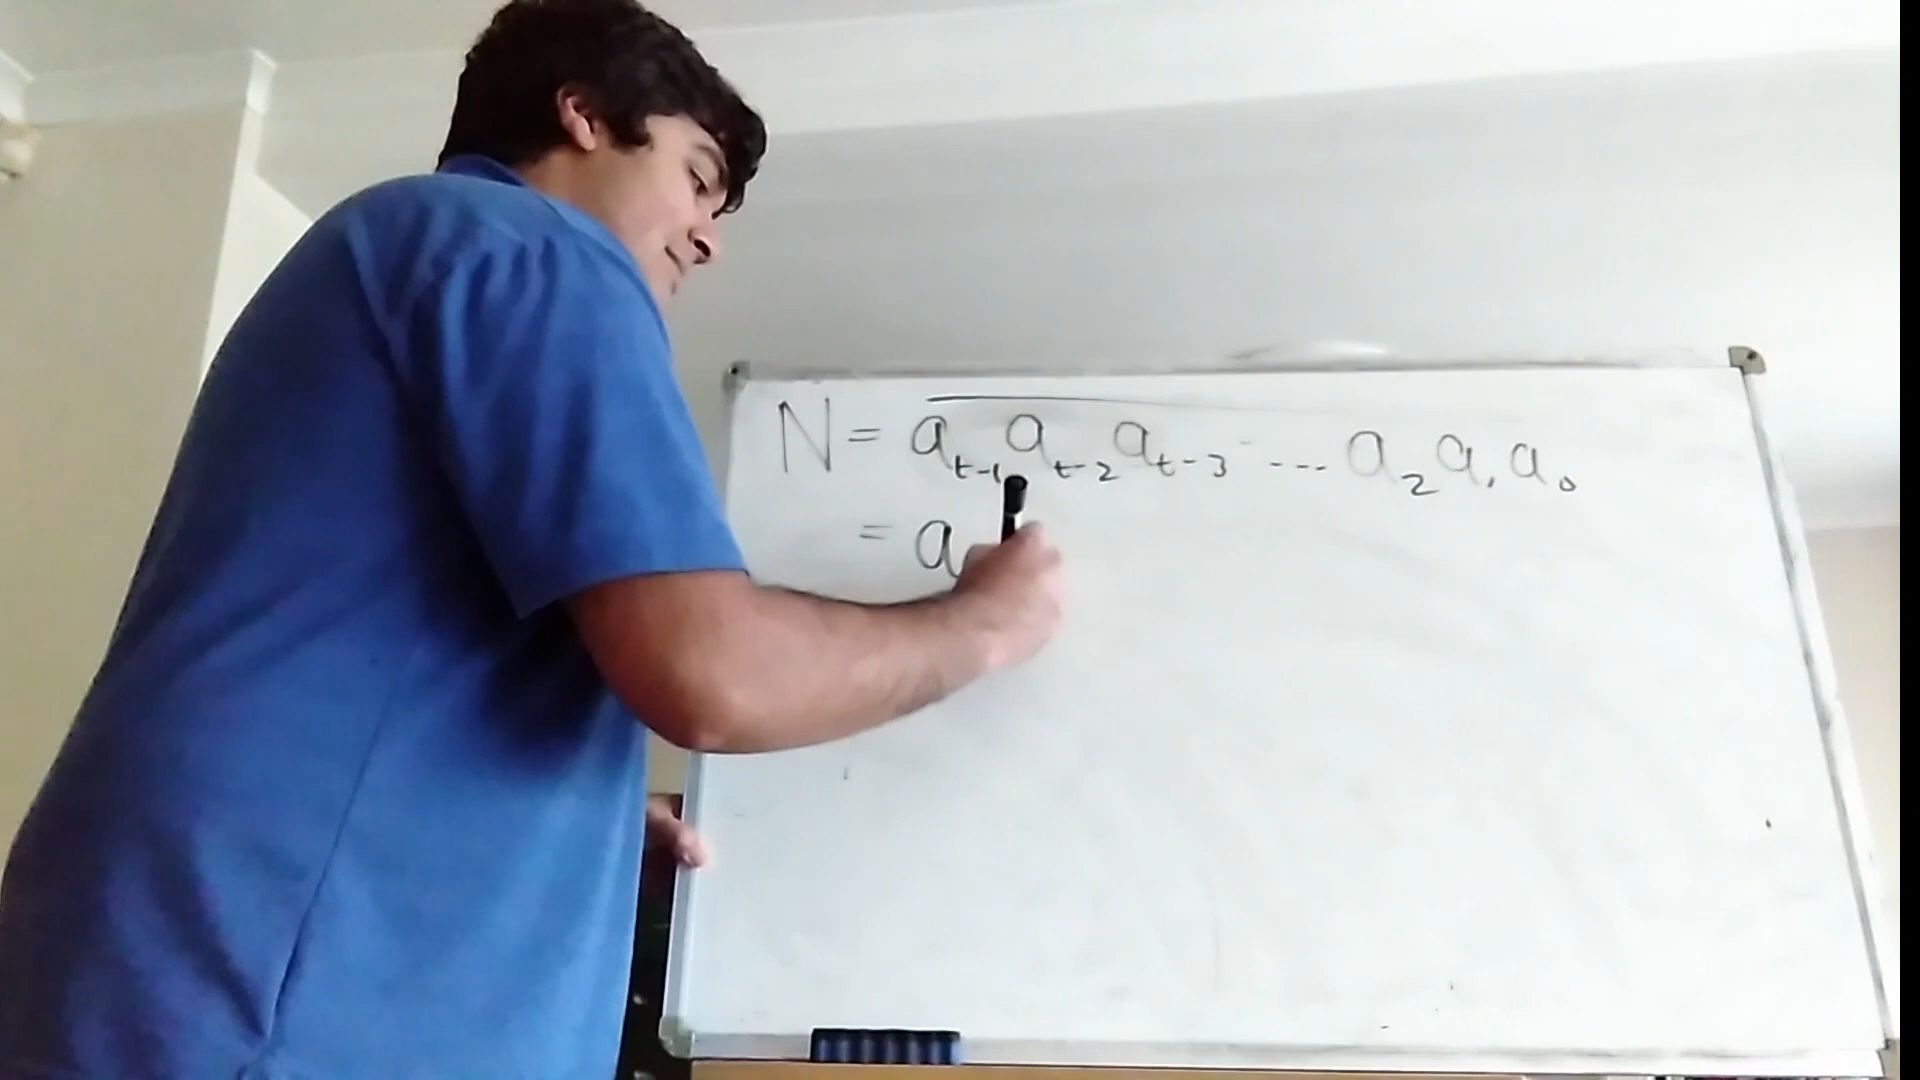 N = a_{t-1} a_{t-2} a_{t-3} ---- a_2 a_1 a_0
= a